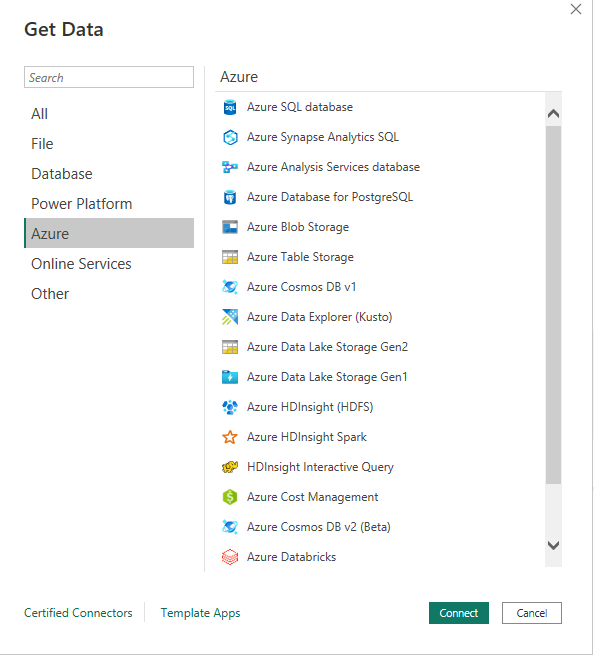 Get Data
Search
All
File
Database
Power Platform
Azure
Online Services
Other
Azure
Azure SQL database
Azure Synapse Analytics SQL
Azure Analysis Services database
Azure Database for PostgreSQL
Azure Blob Storage
Azure Table Storage
Azure Cosmos DB v1
Azure Data Explorer (Kusto)
Azure Data Lake Storage Gen2
Azure Data Lake Storage Gen1
Azure HDInsight (HDFS)
Azure HDInsight Spark
HDInsight Interactive Query
Azure Cost Management
Azure Cosmos DB v2 (Beta)
Azure Databricks
Certified Connectors
Template Apps
Connect
Cancel